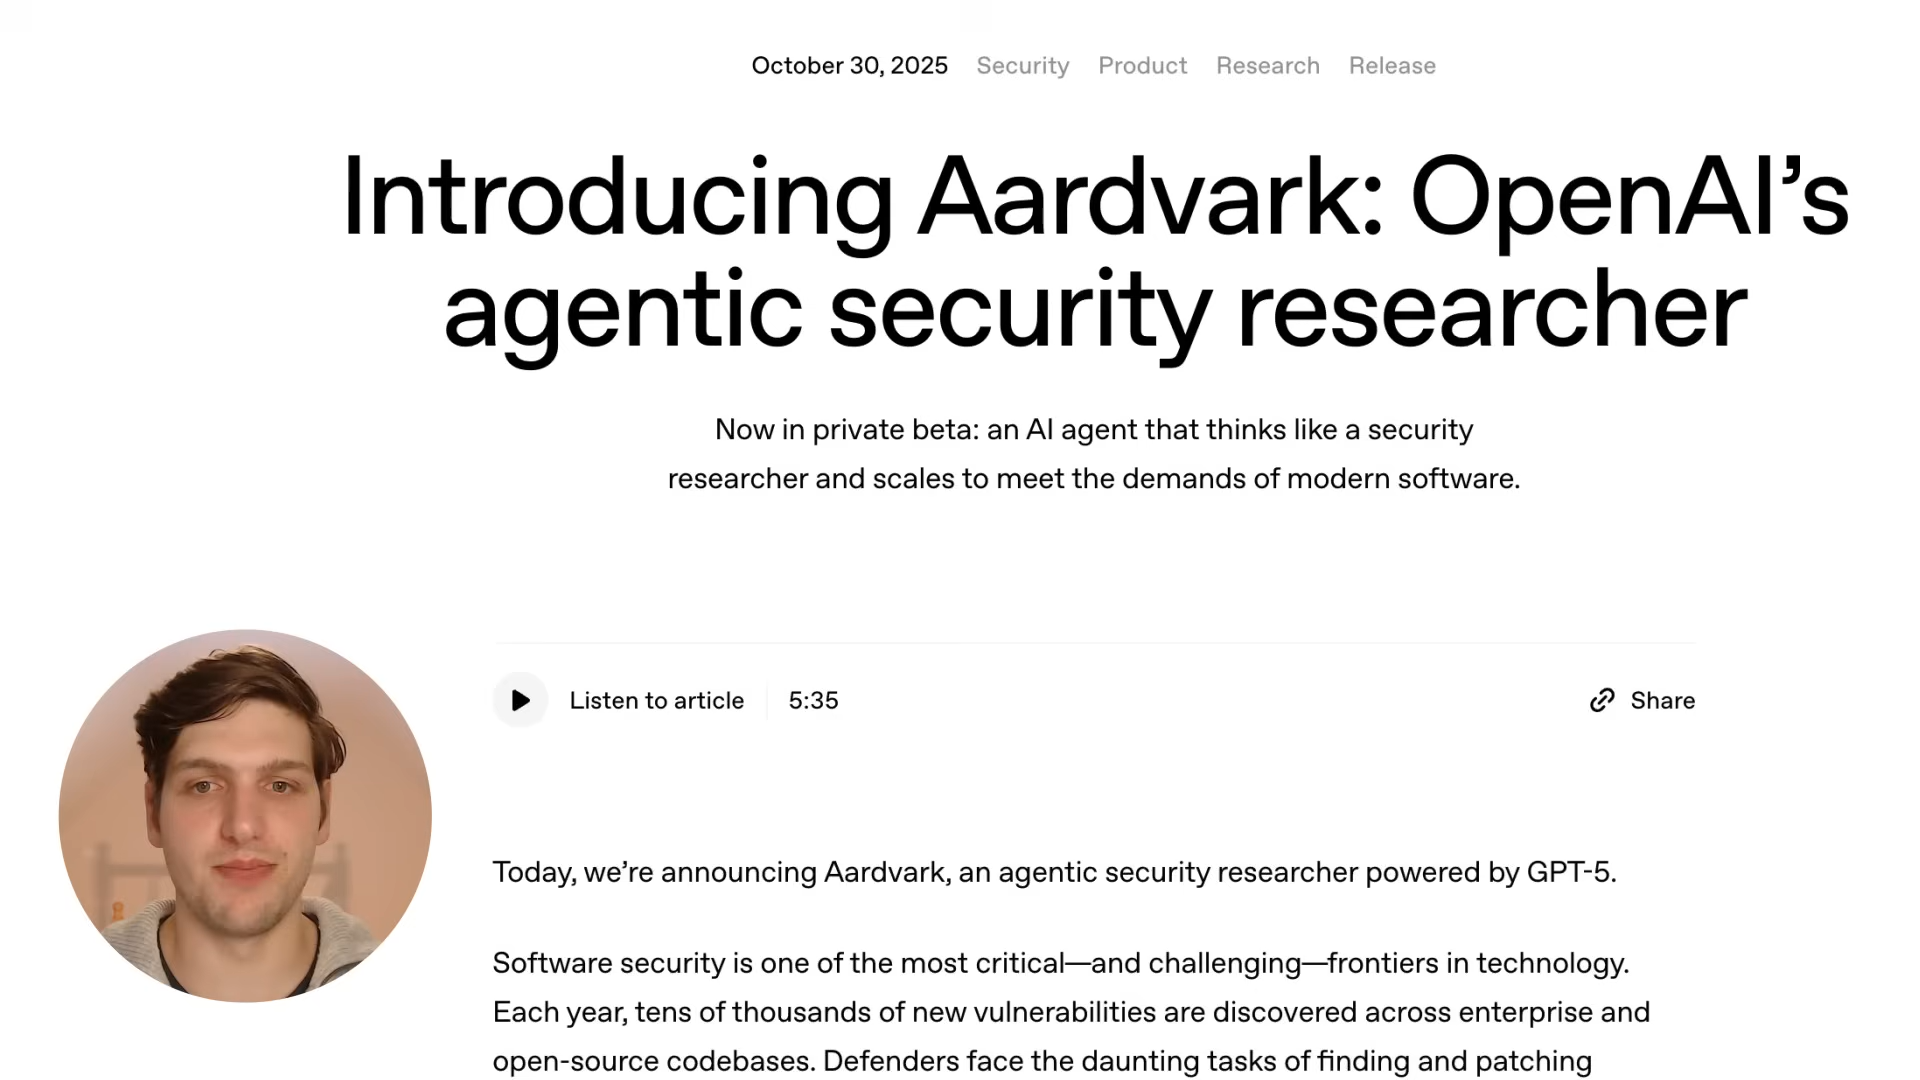 October 30, 2025 Security Product Research Release
Introducing Aardvark: OpenAI’s
agentic security researcher
Now in private beta: an AI agent that thinks like a security
researcher and scales to meet the demands of modern software.
Listen to article 5:35 Share
Today, we’re announcing Aardvark, an agentic security researcher powered by GPT-5.
Software security is one of the most critical—and challenging—frontiers in technology.
Each year, tens of thousands of new vulnerabilities are discovered across enterprise and
open-source codebases. Defenders face the daunting tasks of finding and patching